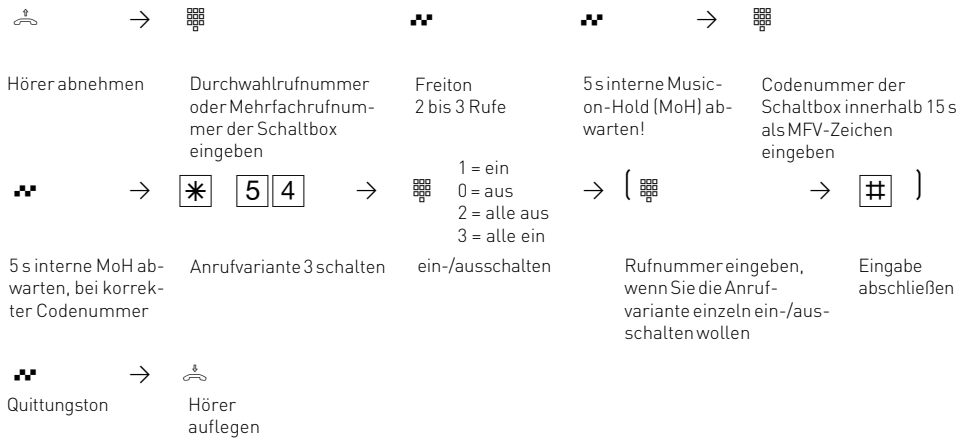 Hörer abnehmen
Durchwahlrufnummer
oder Mehrfachrufnum-
mer der Schaltbox
eingeben
Freiton
2 bis 3 Rufe
5 s interne Music-
on-Hold (MoH) ab-
warten!
Codenummer der
Schaltbox innerhalb 15 s
als MFV-Zeichen
eingeben
5 s interne MoH ab-
warten, bei korrek-
ter Codenummer
* 5 4
Anrufvariante 3 schalten
1 = ein
0 = aus
2 = alle aus
3 = alle ein
ein-/ausschalten
(
Rufnummer eingeben,
wenn Sie die Anruf-
variante einzeln ein-/aus-
schalten wollen
# )
Eingabe
abschließen
Quittungston
Hörer
auflegen